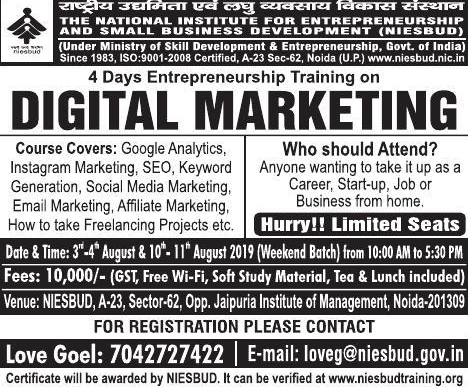 राष्ट्रीय उद्यमिता एवं लघु व्यवसाय विकास संस्थान
THE NATIONAL INSTITUTE FOR ENTREPRENEURSHIP
AND SMALL BUSINESS DEVELOPMENT (NIESBUD)
(Under Ministry of Skill Development & Entrepreneurship, Govt. of India)
niesbud
Since 1983, ISO:9001-2008 Certified, A-23 Sec-62, Noida (U.P.) www.niesbud.nic.in
4 Days Entrepreneurship Training on
DIGITAL MARKETING
Course Covers: Google Analytics,
Instagram Marketing, SEO, Keyword
Generation, Social Media Marketing,
Email Marketing, Affiliate Marketing,
How to take Freelancing Projects etc.
Who should Attend?
Anyone wanting to take it up as a
Career, Start-up, Job or
Business from home.
Hurry!! Limited Seats
Date & Time: 3rd-4th August & 10th- 11th August 2019 (Weekend Batch) from 10:00 AM to 5:30 PM
Fees: 10,000/- (GST, Free Wi-Fi, Soft Study Material, Tea & Lunch included)
Venue: NIESBUD, A-23, Sector-62, Opp. Jaipuria Institute of Management, Noida-201309
FOR REGISTRATION PLEASE CONTACT
Love Goel: 7042727422 E-mail: loveg@niesbud.gov.in
Certificate will be awarded by NIESBUD. It can be verified at www.niesbudtraining.org